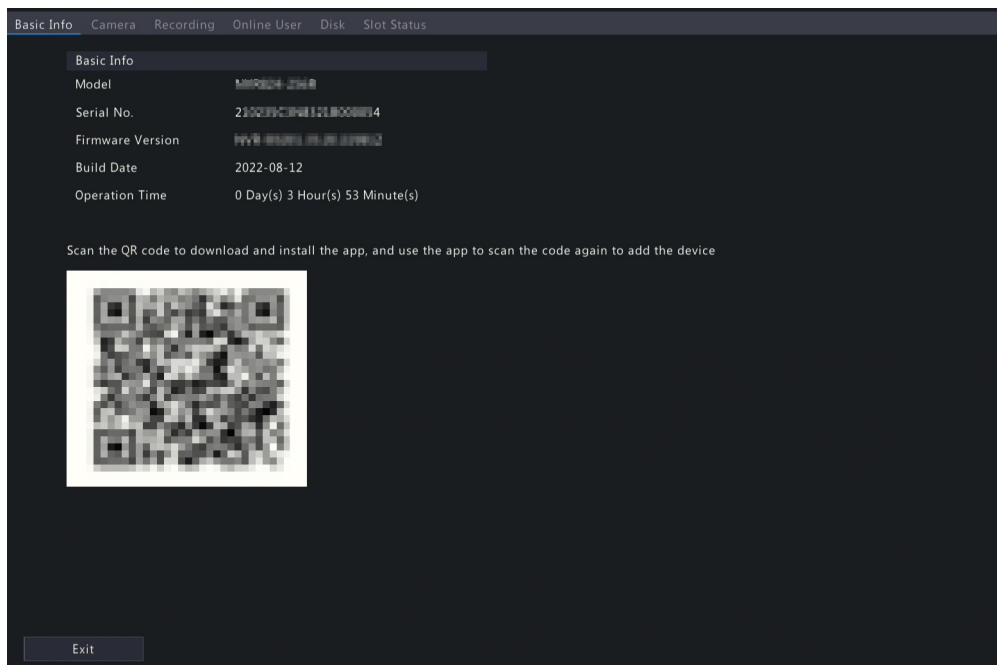 Basic Info Camera Recording Online User Disk Slot Status
Basic Info
Model
Serial No.
Firmware Version
Build Date 2022-08-12
Operation Time 0 Day(s) 3 Hour(s) 53 Minute(s)
Scan the QR code to download and install the app, and use the app to scan the code again to add the device
Exit